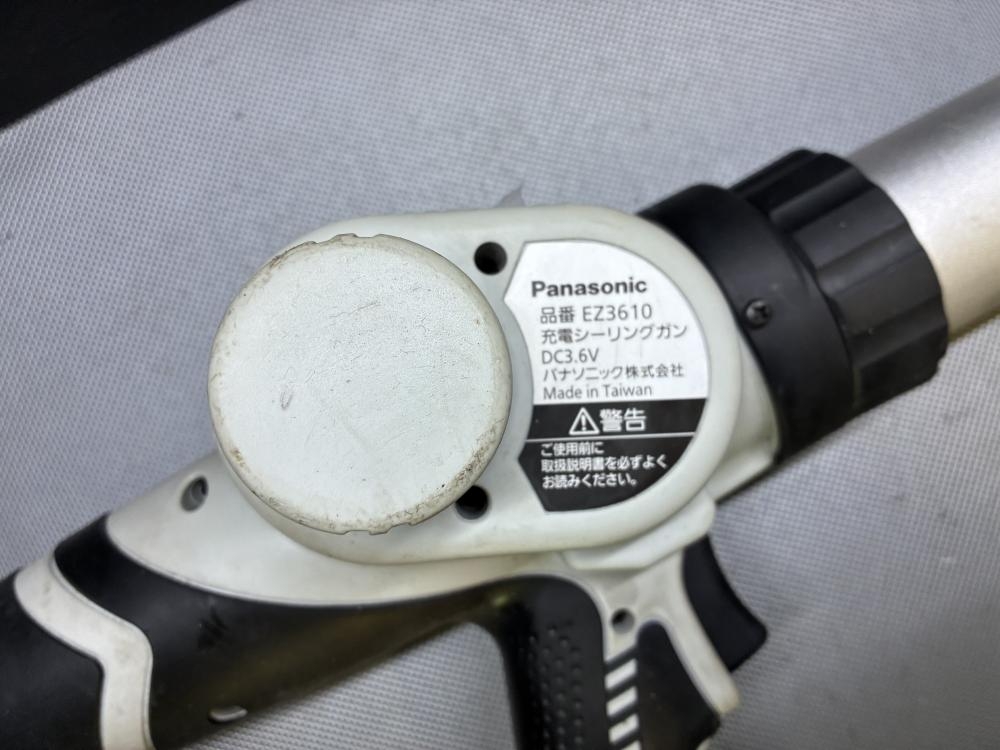 Panasonic
品番 EZ3610
充電シーリングガン
DC3.6V
パナソニック株式会社
Made in Taiwan
警告
ご使用前に
取扱説明書を必ずよく
お読みください。